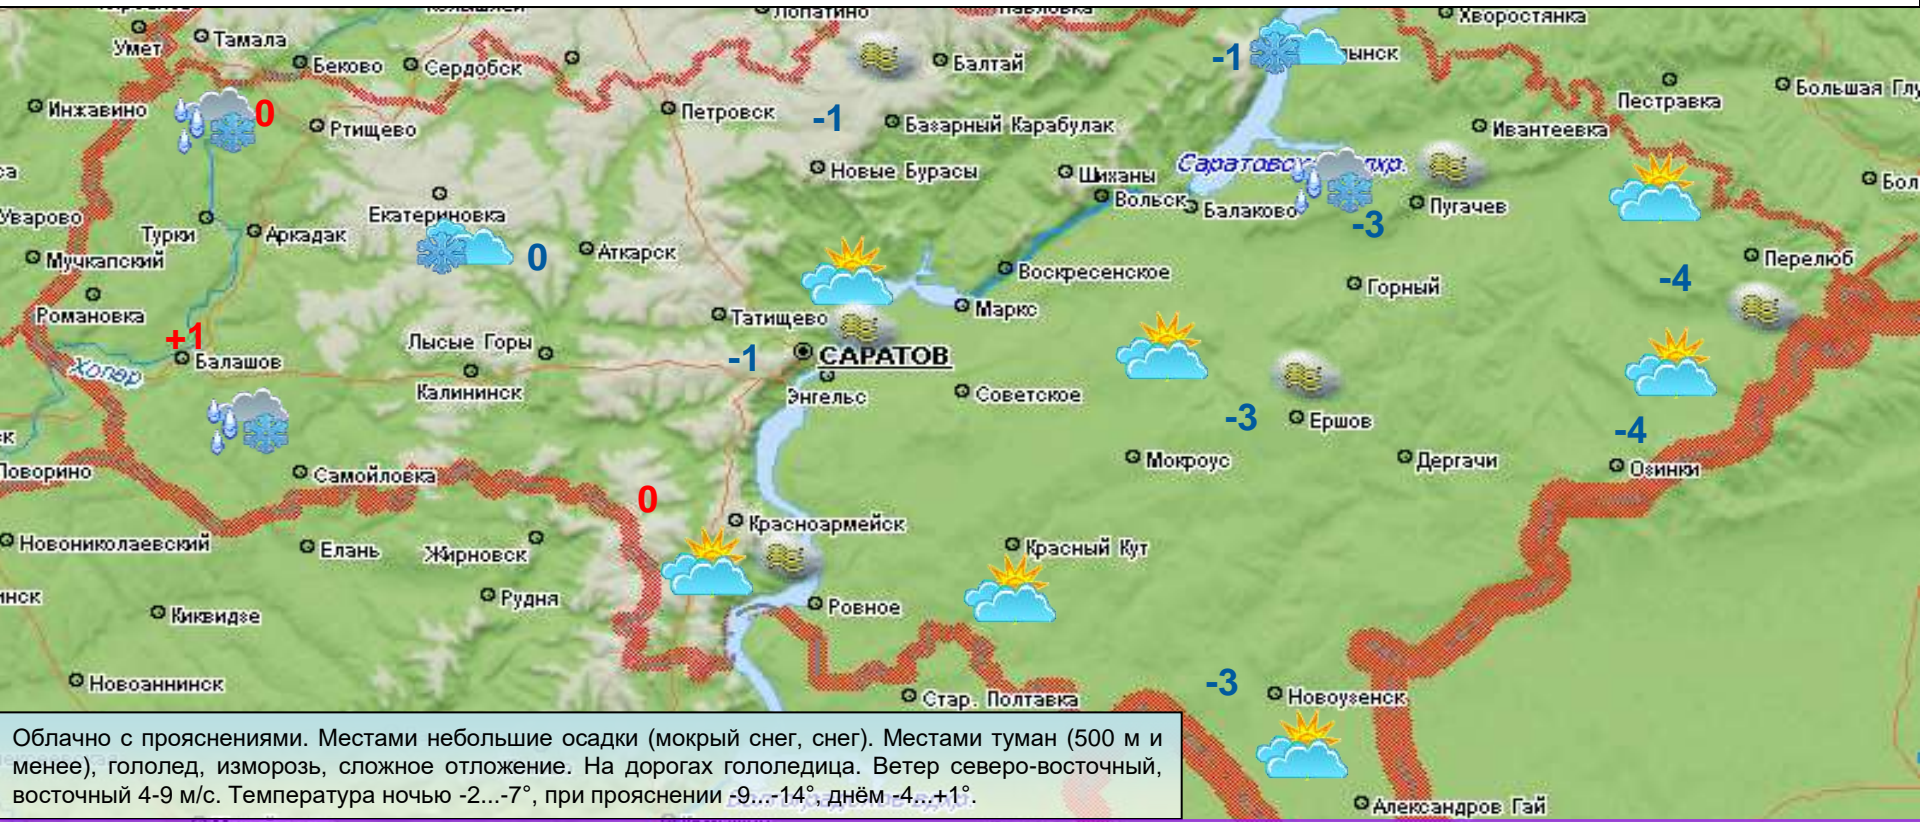 Лопатино
Хворостянка
Умет
Тамала
Беково
Сердобск
Балтай
-1
Пестравка
Инжавино
0
Ртищево
Петровск
-1
Базарный Карабулак
Ивантеевка
Новые Бурасы
Шиханы
Вольск
Балаково
-3
Пугачев
Уварово
Турки
Аркадак
Екатериновка
0
Аткарск
Мучкапский
Воскресенское
Горный
-4
Перелюб
Романовка
+1
Балашов
Хопер
Лысые Горы
Калининск
Татищево
-1
САРАТОВ
Энгельс
Маркс
Советское
-3
Ершов
-4
Озинки
Поворино
Самойловка
0
Мокроус
Дергачи
Новониколаевский
Елань
Жирновск
Красноармейск
Красный Кут
Киквидзе
Рудня
Ровное
Новоаннинск
Стар. Полтавка
-3
Новоузенск
Александров Гай
Облачно с прояснениями. Местами небольшие осадки (мокрый снег, снег). Местами туман (500 м и
менее), гололед, изморозь, сложное отложение. На дорогах гололедица. Ветер северо-восточный,
восточный 4-9 м/с. Температура ночью -2...-7°, при прояснении -9...-14°, днём -4...+1°.